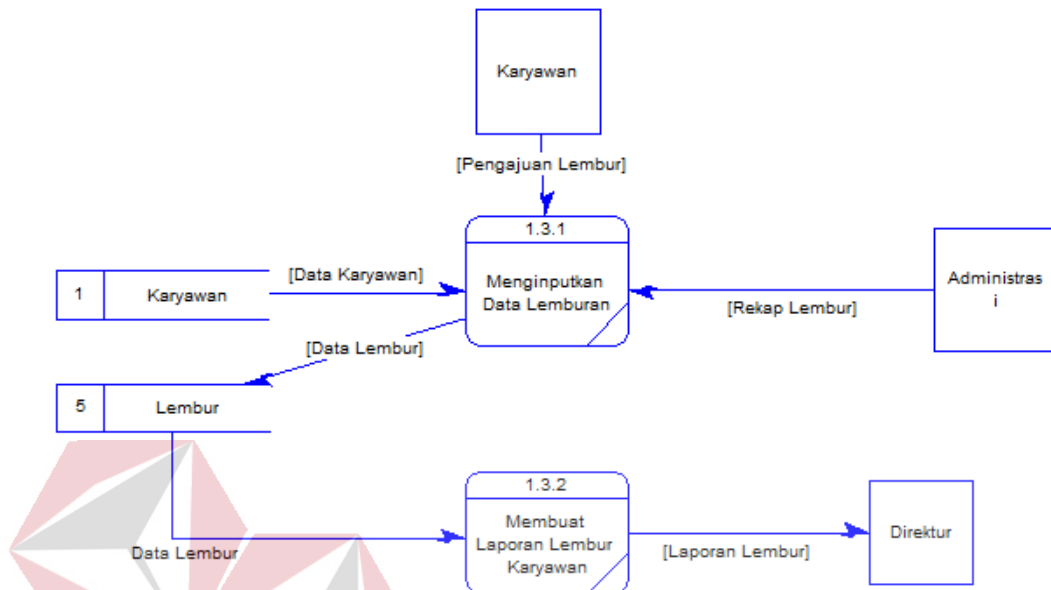 Karyawan
[Pengajuan Lembur]
1.3.1
Menginputkan
Data Lemburan
[Data Karyawan]
1
Karyawan
[Rekap Lembur]
Administras
i
[Data Lembur]
5
Lembur
Data Lembur
1.3.2
Membuat
Laporan Lembur
Karyawan
[Laporan Lembur]
Direktur